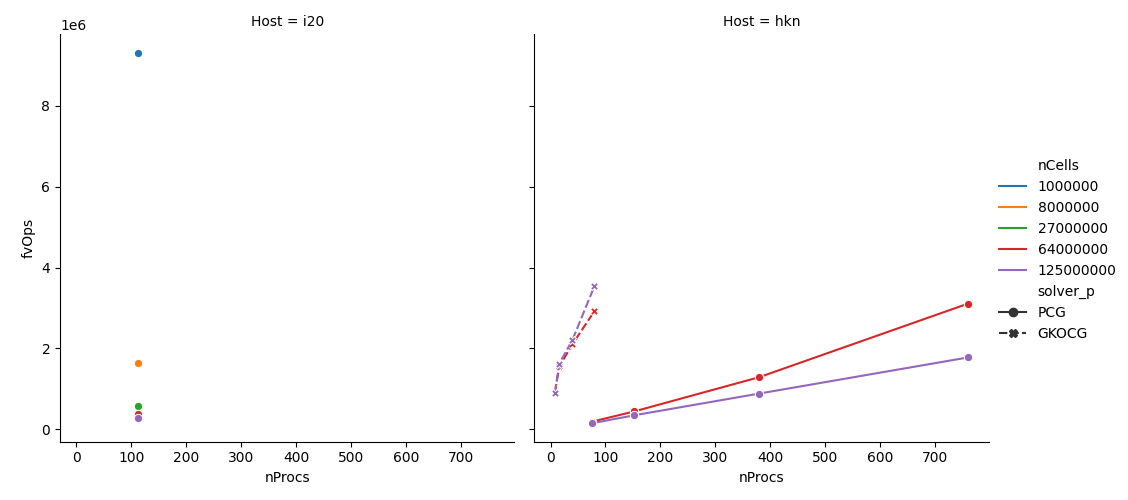 Host = i20
Host = hkn
1e6
8
6
4
2
0
fvOps
0 100 200 300 400 500 600 700
nProcs
0 100 200 300 400 500 600 700
nProcs
nCells
1000000
8000000
27000000
64000000
125000000
solver_p
PCG
GKOCG